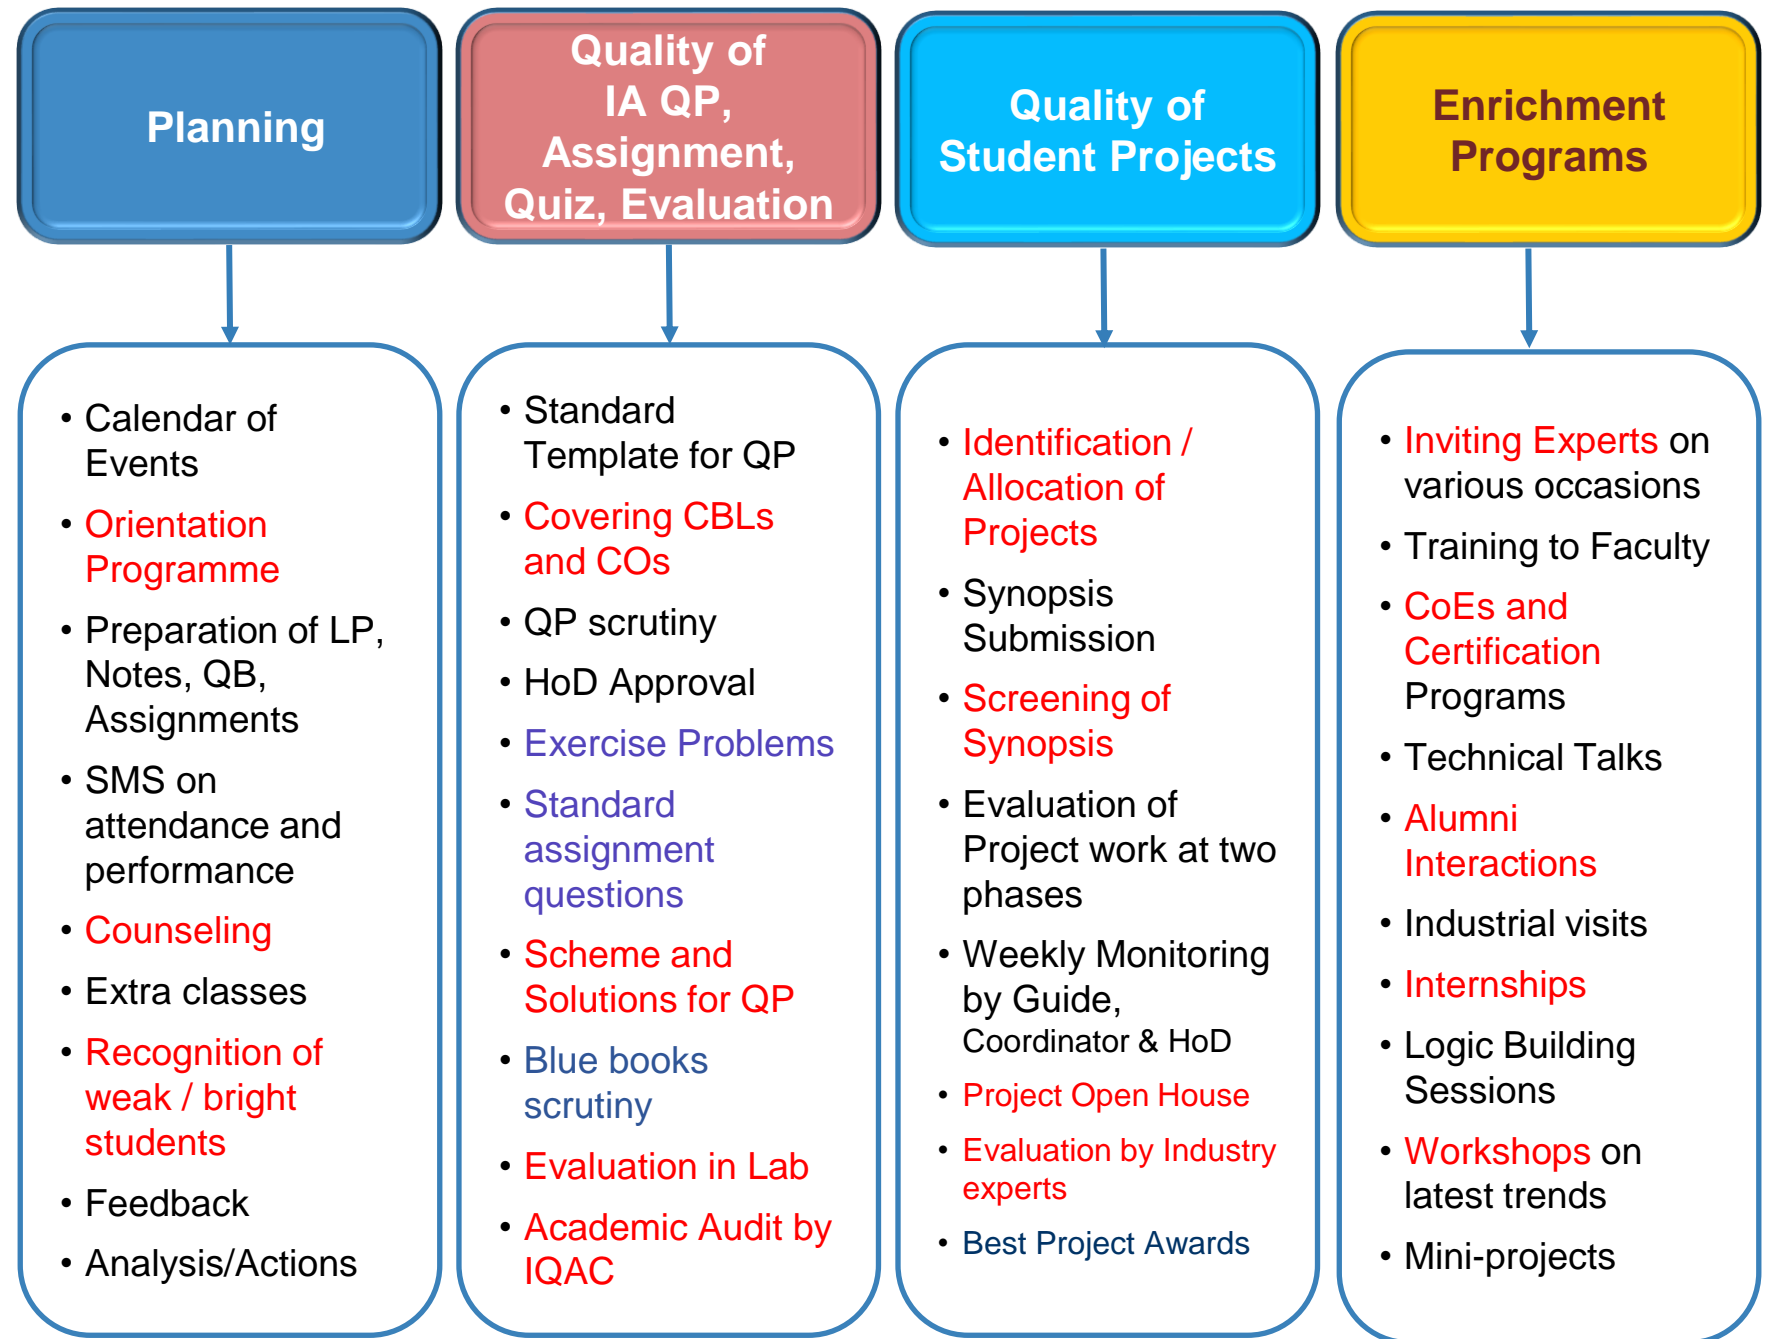 Planning
• Calendar of
Events
• Orientation
Programme
• Preparation of LP,
Notes, QB,
Assignments
• SMS on
attendance and
performance
• Counseling
• Extra classes
• Recognition of
weak / bright
students
• Feedback
• Analysis/Actions
Quality of
IA QP,
Assignment,
Quiz, Evaluation
• Standard
Template for QP
• Covering CBLs
and COs
• QP scrutiny
• HoD Approval
• Exercise Problems
• Standard
assignment
questions
• Scheme and
Solutions for QP
• Blue books
scrutiny
• Evaluation in Lab
• Academic Audit by
IQAC
Quality of
Student Projects
• Identification /
Allocation of
Projects
• Synopsis
Submission
• Screening of
Synopsis
• Evaluation of
Project work at two
phases
• Weekly Monitoring
by Guide,
Coordinator & HoD
• Project Open House
• Evaluation by Industry
experts
• Best Project Awards
Enrichment
Programs
• Inviting Experts on
various occasions
• Training to Faculty
• CoEs and
Certification
Programs
• Technical Talks
• Alumni
Interactions
• Industrial visits
• Internships
• Logic Building
Sessions
• Workshops on
latest trends
• Mini-projects